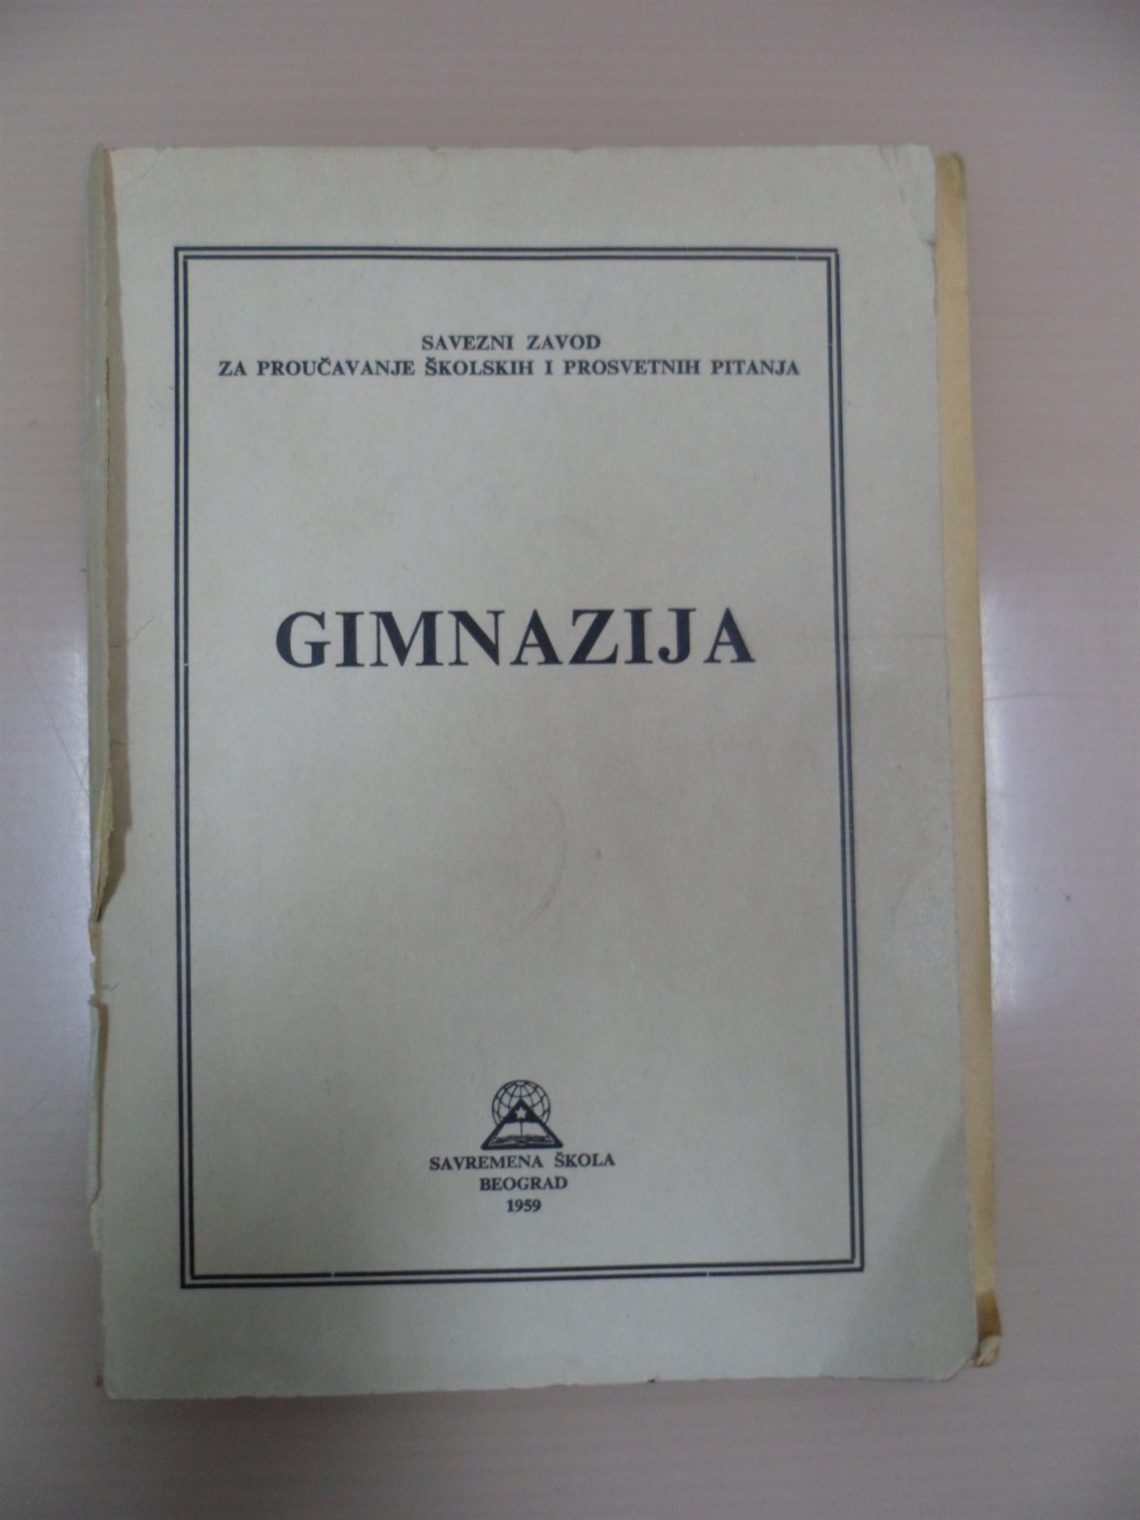 SAVEZNI ZAVOD
ZA PROUČAVANJE ŠKOLSKIH I PROSVETNIH PITANJA
GIMNAZIJA
SAVREMENA ŠKOLA
BEOGRAD
1959